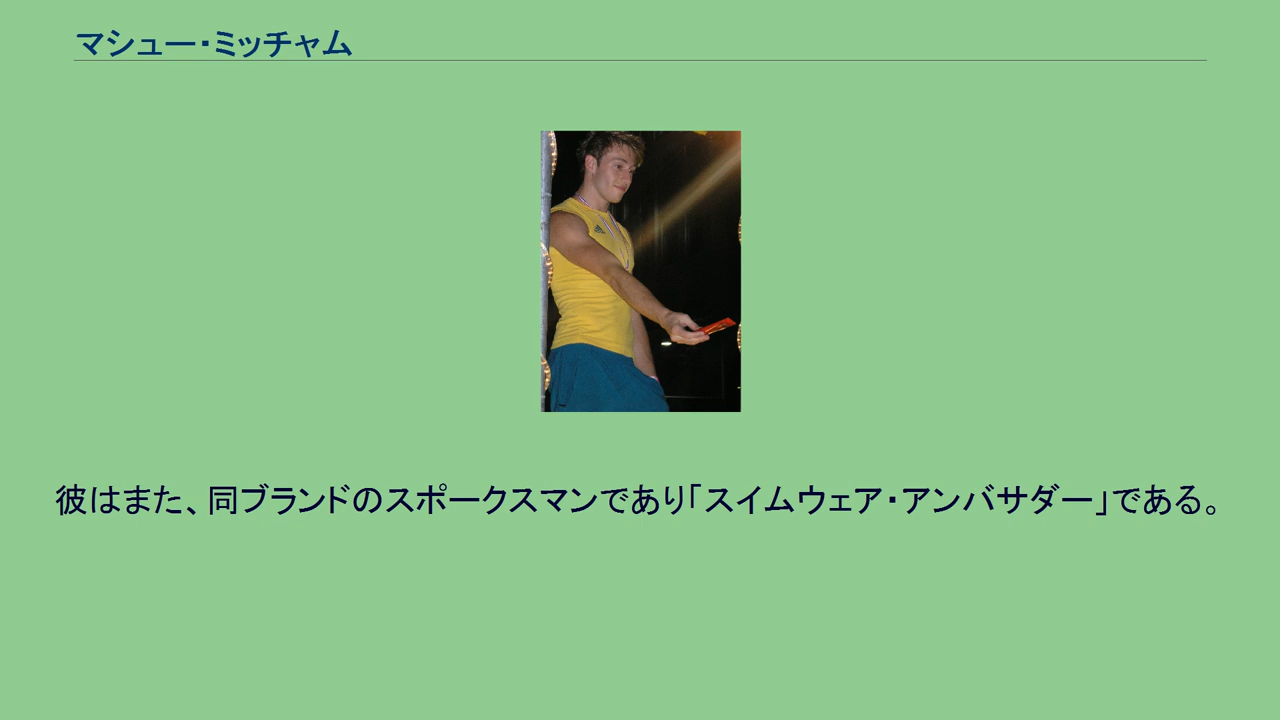 マシュー・ミッチャム
彼はまた、同ブランドのスポークスマンであり「スイムウェア・アンバサダー」である。